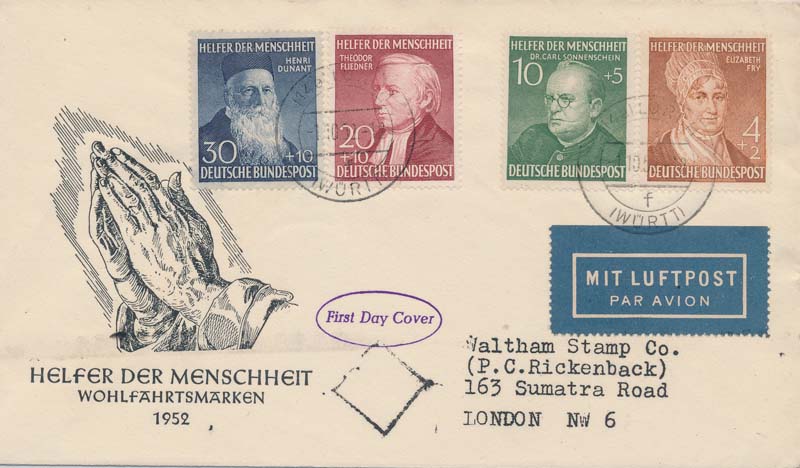 HELFER DER MENSCHHEIT
HENRI
DUNANT
30+10
DEUTSCHE BUNDESPOST
HELFER DER MENSCHHEIT
THEODOR
FLIEDNER
20
+10
DEUTSCHE BUNDESPOST
(WÜRTT)
HELFER DER MENSCHHEIT
DR. CARL SONNENSCHEIN
10 +5
DEUTSCHE BUNDESPOST
HELFER DER MENSCHHEIT
ELIZABETH
FRY
4
+2
DEUTSCHE BUNDESPOST
f
(WÜRTT)
MIT LUFTPOST
PAR AVION
First Day Cover
Waltham Stamp Co.
(P.C.Rickenback)
163 Sumatra Road
LONDON NW 6
HELFER DER MENSCHHEIT
WOHLFAHRTSMARKEN
1952